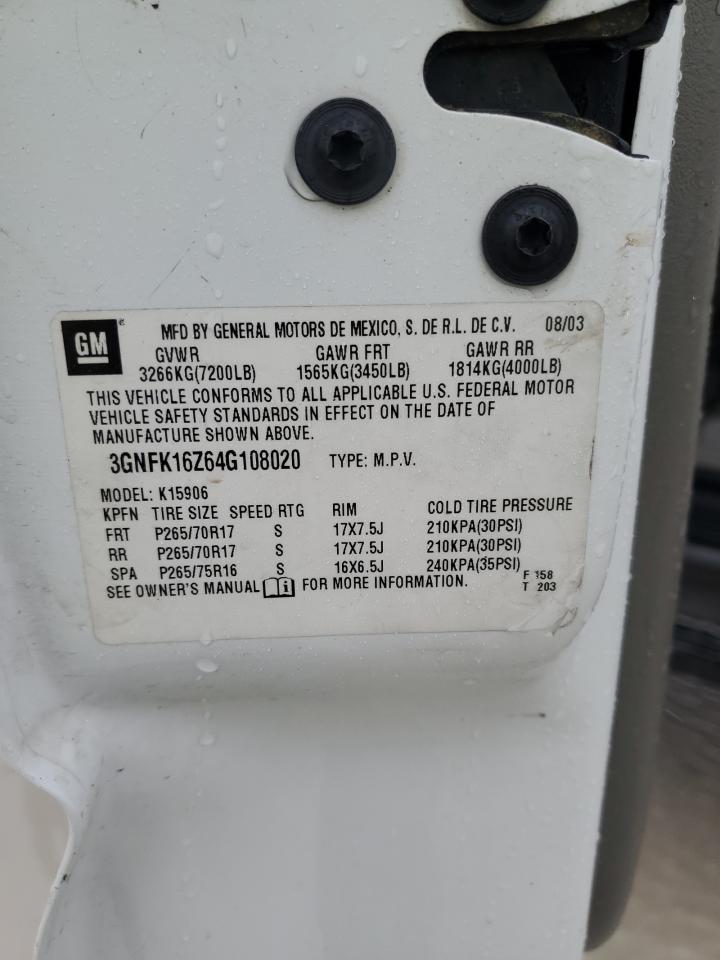 GM
MFD BY GENERAL MOTORS DE MEXICO, S. DE R.L. DE C.V. 08/03
GVWR GAWR FRT GAWR RR
3266KG(7200LB) 1565KG(3450LB) 1814KG(4000LB)
THIS VEHICLE CONFORMS TO ALL APPLICABLE U.S. FEDERAL MOTOR
VEHICLE SAFETY STANDARDS IN EFFECT ON THE DATE OF
MANUFACTURE SHOWN ABOVE.
3GNFK16Z64G108020 TYPE: M.P.V.
MODEL: K15906
KPFN TIRE SIZE SPEED RTG RIM COLD TIRE PRESSURE
FRT P265/70R17 S 17X7.5J 210KPA(30PSI)
RR P265/70R17 S 17X7.5J 210KPA(30PSI)
SPA P265/75R16 S 16X6.5J 240KPA(35PSI)
SEE OWNER'S MANUAL i FOR MORE INFORMATION.
F
T 203